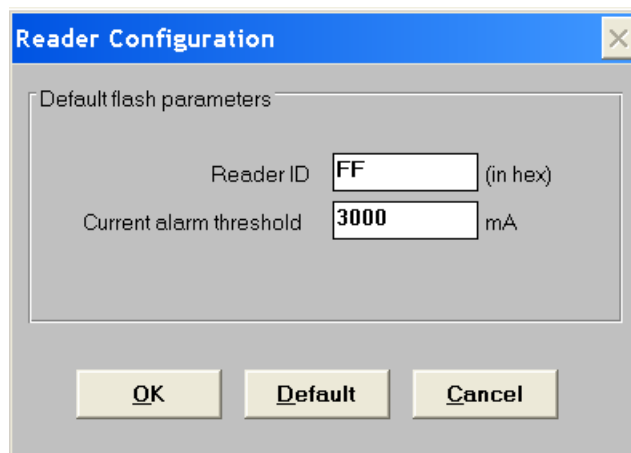 Reader Configuration
Default flash parameters
Reader ID FF (in hex)
Current alarm threshold 3000 mA
OK Default Cancel